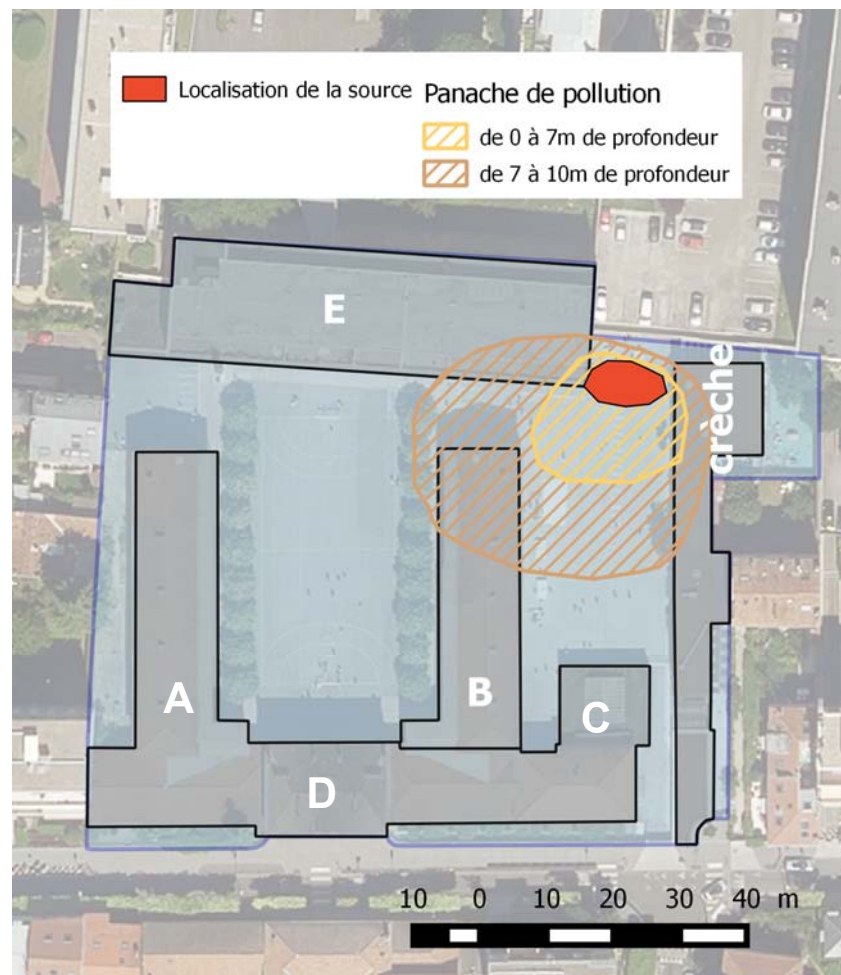 Localisation de la source
Panache de pollution
de 0 à 7m de profondeur
de 7 à 10m de profondeur
E
crèche
A
B
C
D
10 0 10 20 30 40 m